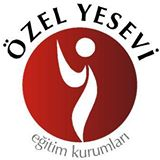 ÖZEL YESEVİ
eğitim kurumları